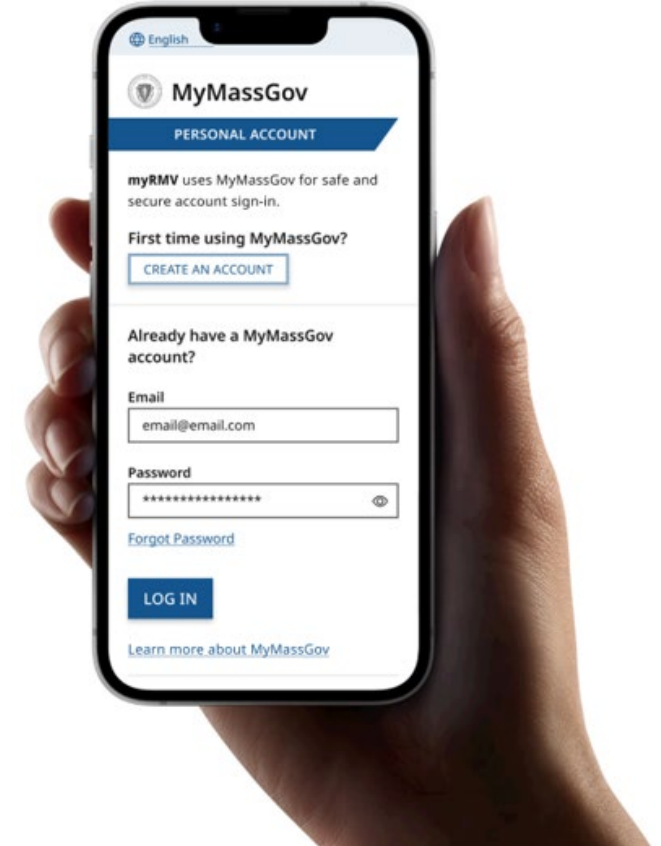 English
MyMassGov
PERSONAL ACCOUNT
myRMV uses MyMassGov for safe and
secure account sign-in.
First time using MyMassGov?
CREATE AN ACCOUNT
Already have a MyMassGov
account?
Email
email@email.com
Password
****************
Forgot Password
LOG IN
Learn more about MyMassGov